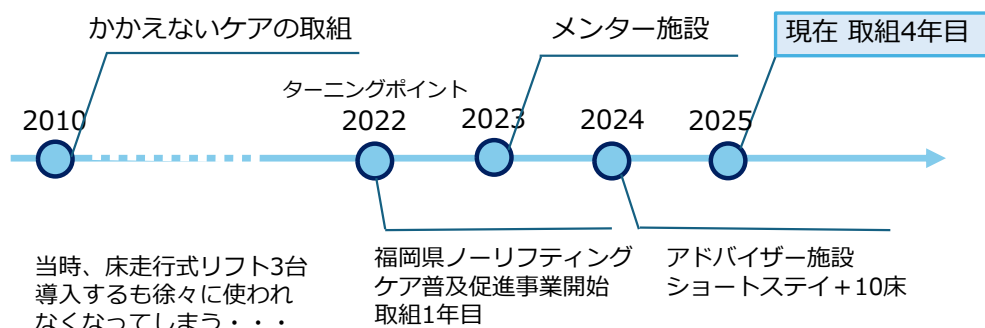 かかえないケアの取組
メンター施設
現在 取組4年目
ターニングポイント
2010
2022
2023
2024
2025
当時、床走行式リフト3台
導入するも徐々に使われ
なくなってしまう・・・
福岡県ノーリフティング
ケア普及促進事業開始
取組1年目
アドバイザー施設
ショートステイ+10床